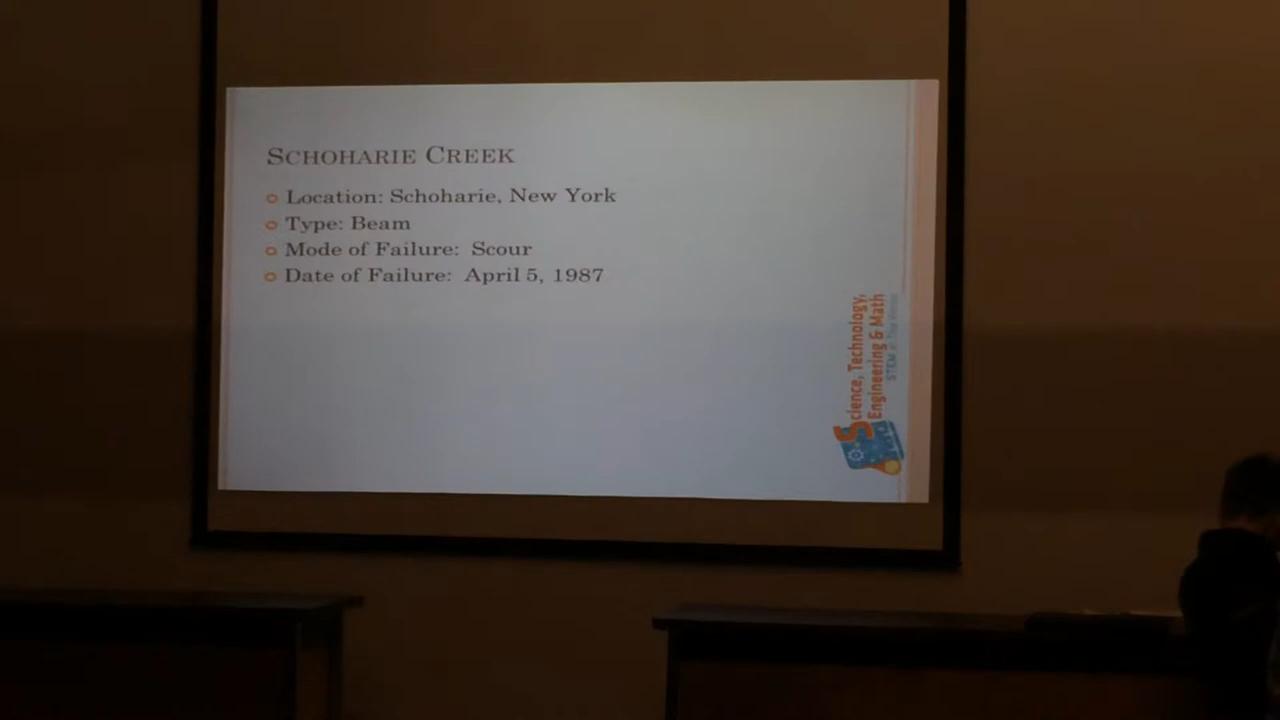 SCHOHARIE CREEK
Location: Schoharie, New York
Type: Beam
Mode of Failure: Scour
Date of Failure: April 5, 1987
Science, Technology,
Engineering & Math
STEM